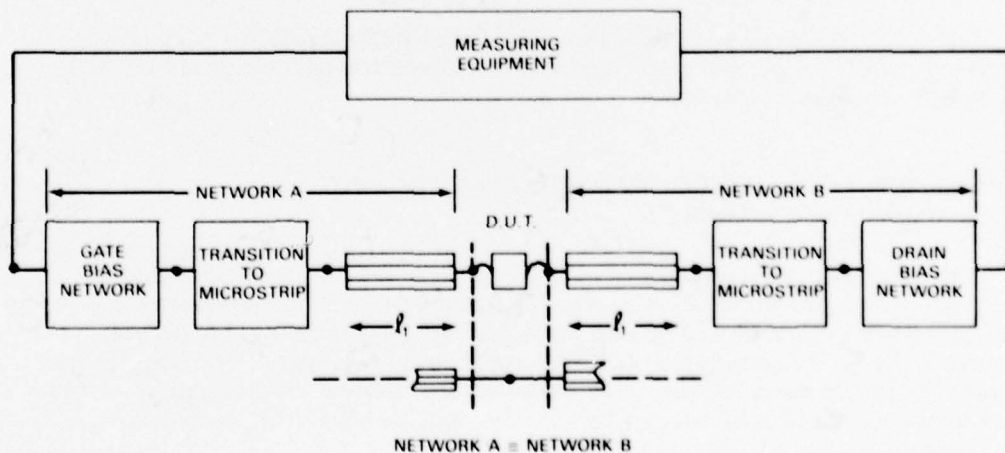 MEASURING
EQUIPMENT
NETWORK A
NETWORK B
D.U.T.
GATE
BIAS
NETWORK
TRANSITION
TO
MICROSTRIP
TRANSITION
TO
MICROSTRIP
DRAIN
BIAS
NETWORK
ℓ₁
ℓ₁
NETWORK A = NETWORK B